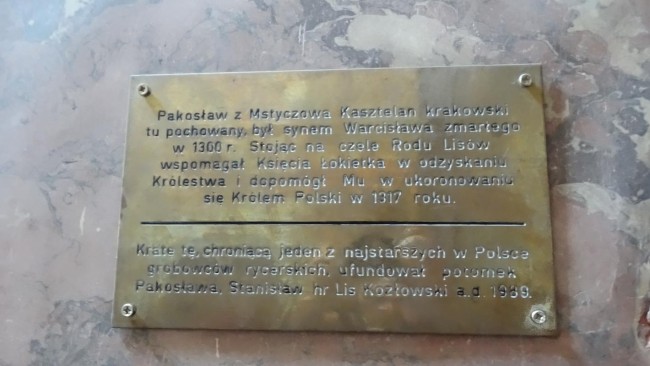 Pakosław z Mstyczowa Kasztelan krakowski
tu pochowany, był synem Warcisława zmarłego
w 1300 r. Stojąc na czele Rodu Lisów
wspomagał Księcia Łokietka w odzyskaniu
Królestwa i dopomógł Mu w ukoronowaniu
się Królem Polski w 1317 roku.
Kratę tę, chroniącą jeden z najstarszych w Polsce
grobowców rycerskich, ufundował potomek
Pakosława, Stanisław hr Lis Kozłowski a.d. 1989.